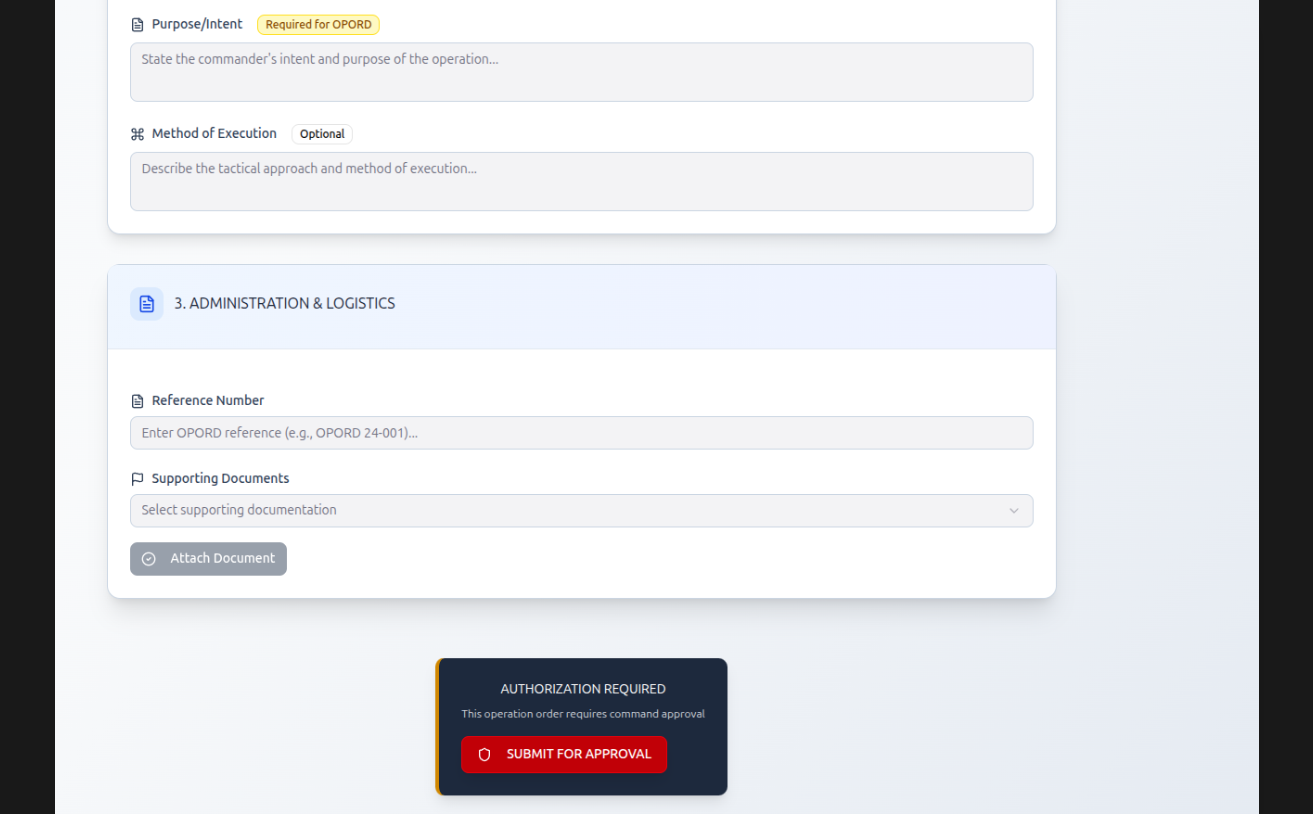 Purpose/Intent Required for OPORD
State the commander's intent and purpose of the operation...
Method of Execution Optional
Describe the tactical approach and method of execution...
3. ADMINISTRATION & LOGISTICS
Reference Number
Enter OPORD reference (e.g., OPORD 24-001)...
Supporting Documents
Select supporting documentation
Attach Document
AUTHORIZATION REQUIRED
This operation order requires command approval
SUBMIT FOR APPROVAL